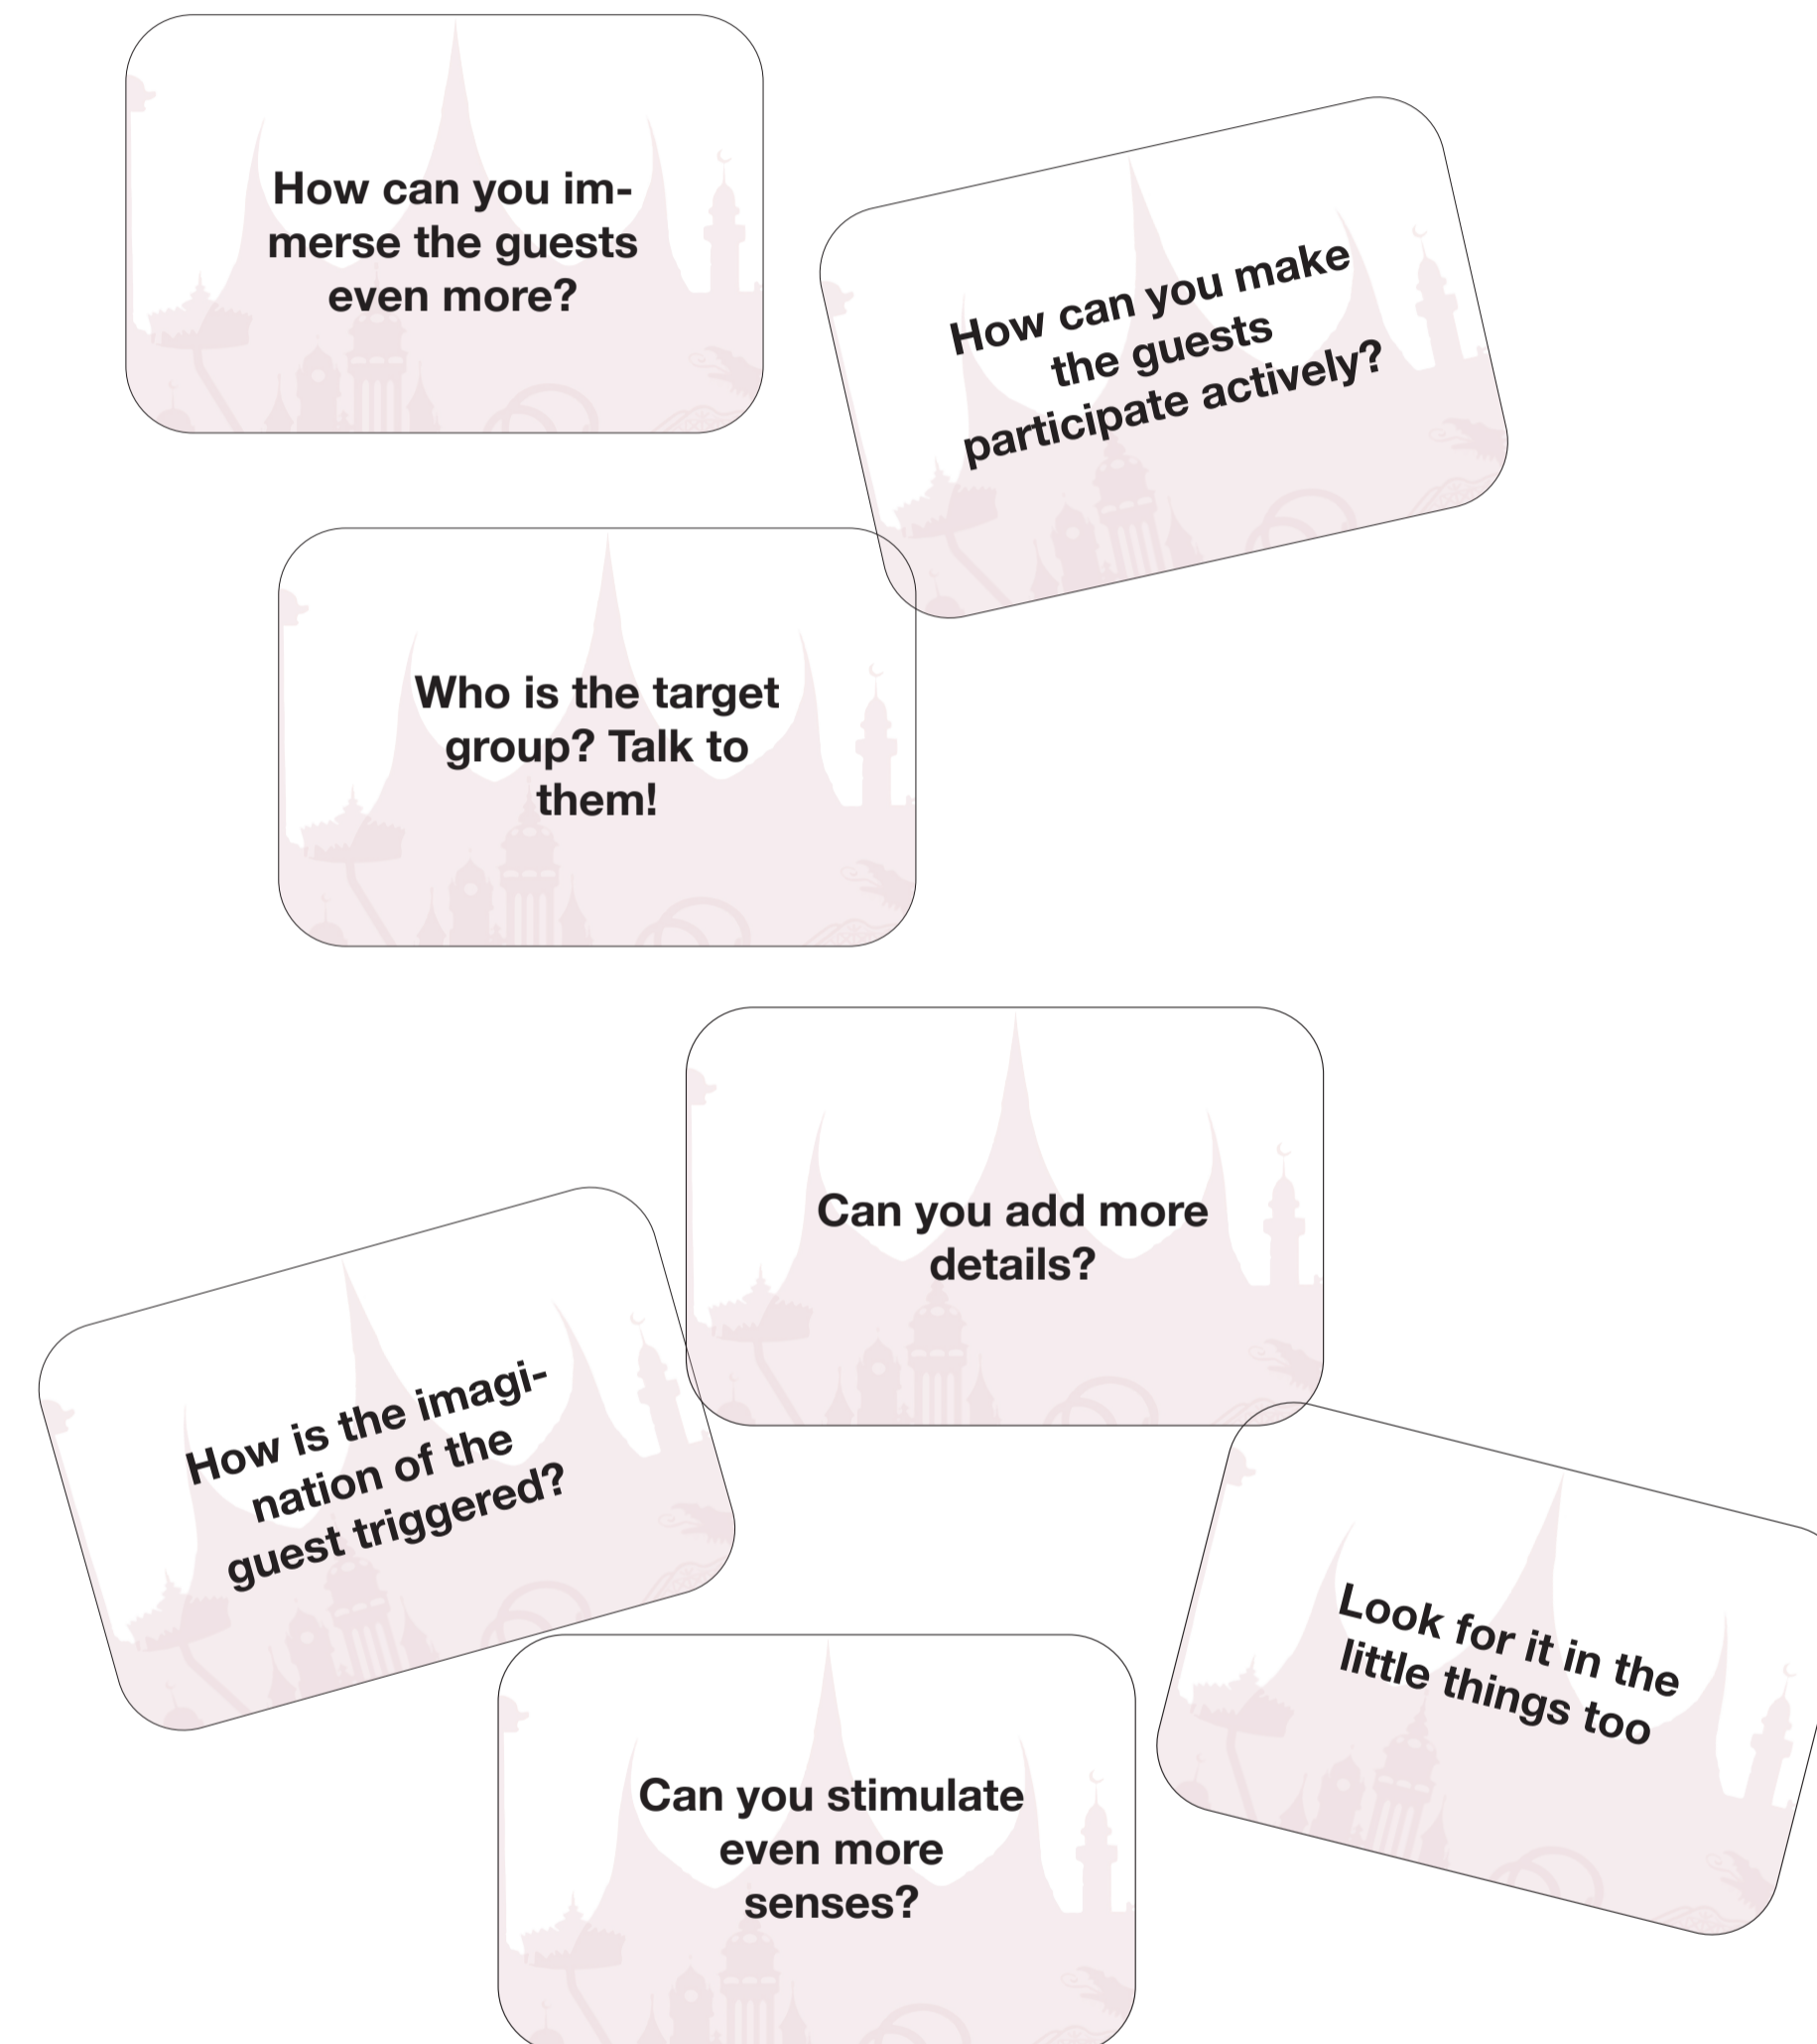 How can you im-
merse the guests
even more?
How can you make
the guests
participate actively?
Who is the target
group? Talk to
them!
Can you add more
details?
How is the imagi-
nation of the
guest triggered?
Look for it in the
little things too
Can you stimulate
even more
senses?